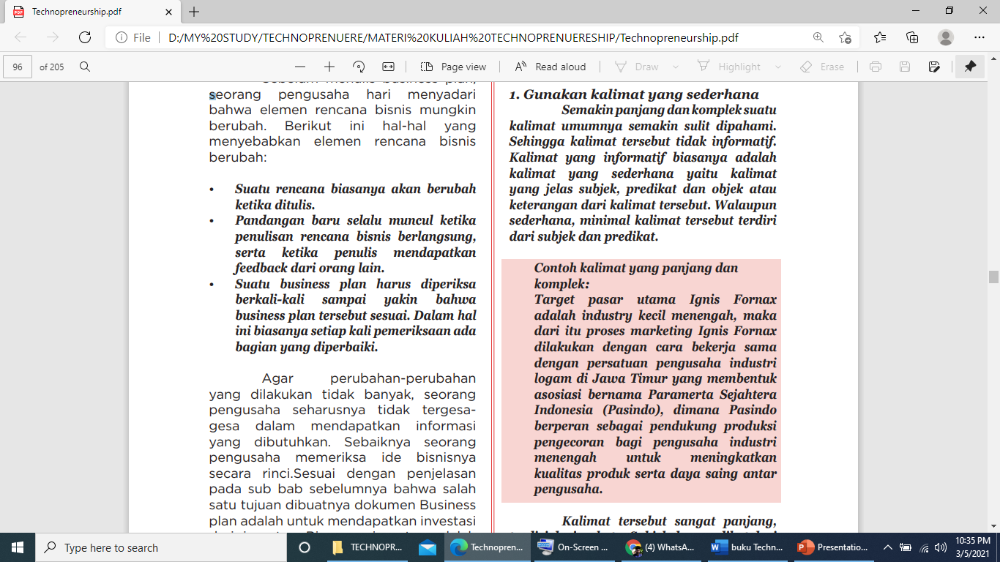 Technopreneurship.pdf
File
D:/MY%20STUDY/TECHNOPRENUERE/MATERI%20KULIAH%20TECHNOPRENUERESHIP/Technopreneurship.pdf
96 of 205
Page view
Read aloud
Draw
Highlight
Erase
Sebelum menulis business plan,
seorang pengusaha hari menyadari
bahwa elemen rencana bisnis mungkin
berubah. Berikut ini hal-hal yang
menyebabkan elemen rencana bisnis
berubah:
• Suatu rencana biasanya akan berubah
ketika ditulis.
• Pandangan baru selalu muncul ketika
penulisan rencana bisnis berlangsung,
serta ketika penulis mendapatkan
feedback dari orang lain.
• Suatu business plan harus diperiksa
berkali-kali sampai yakin bahwa
business plan tersebut sesuai. Dalam hal
ini biasanya setiap kali pemeriksaan ada
bagian yang diperbaiki.
Agar perubahan-perubahan
yang dilakukan tidak banyak, seorang
pengusaha seharusnya tidak tergesa-
gesa dalam mendapatkan informasi
yang dibutuhkan. Sebaiknya seorang
pengusaha memeriksa ide bisnisnya
secara rinci.Sesuai dengan penjelasan
pada sub bab sebelumnya bahwa salah
satu tujuan dibuatnya dokumen Business
plan adalah untuk mendapatkan investasi
1. Gunakan kalimat yang sederhana
Semakin panjang dan komplek suatu
kalimat umumnya semakin sulit dipahami.
Sehingga kalimat tersebut tidak informatif.
Kalimat yang informatif biasanya adalah
kalimat yang sederhana yaitu kalimat
yang jelas subjek, predikat dan objek atau
keterangan dari kalimat tersebut. Walaupun
sederhana, minimal kalimat tersebut terdiri
dari subjek dan predikat.
Contoh kalimat yang panjang dan
komplek:
Target pasar utama Ignis Fornax
adalah industry kecil menengah, maka
dari itu proses marketing Ignis Fornax
dilakukan dengan cara bekerja sama
dengan persatuan pengusaha industri
logam di Jawa Timur yang membentuk
asosiasi bernama Paramerta Sejahtera
Indonesia (Pasindo), dimana Pasindo
berperan sebagai pendukung produksi
pengecoran bagi pengusaha industri
menengah untuk meningkatkan
kualitas produk serta daya saing antar
pengusaha.
Kalimat tersebut sangat panjang,
Type here to search
TECHNOPR...
Technopren...
On-Screen ...
(4) WhatsA...
buku Techn...
Presentatio...
10:35 PM
3/5/2021